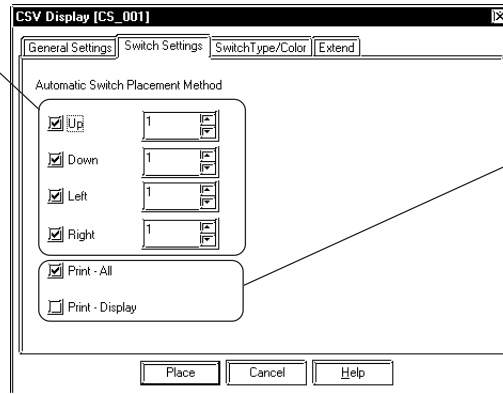 CSV Display [CS_001]
General Settings Switch Settings SwitchType/Color Extend
Automatic Switch Placement Method
Up 1
Down 1
Left 1
Right 1
Print - All
Print - Display
Place Cancel Help